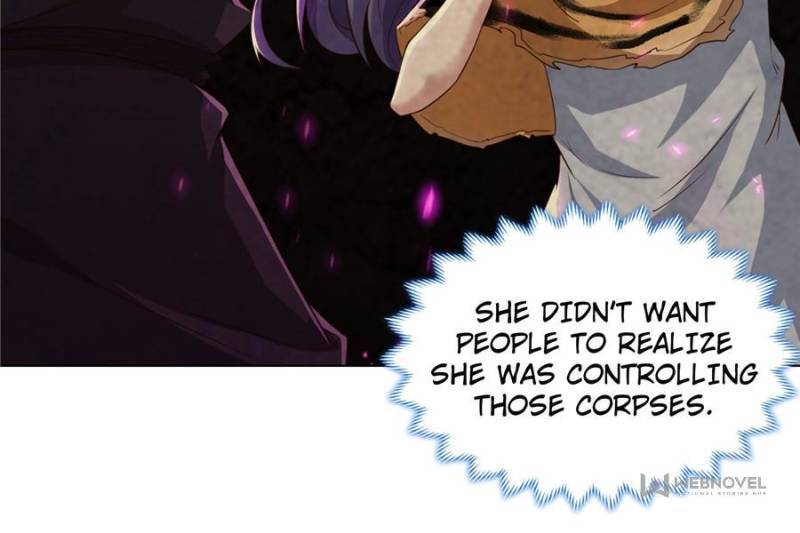 SHE DIDN'T WANT
PEOPLE TO REALIZE
SHE WAS CONTROLLING
THOSE CORPSES.
WEBNOVEL